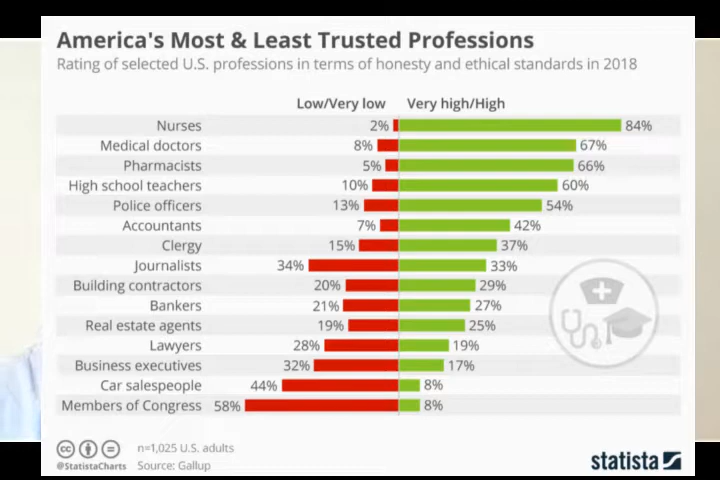 America's Most & Least Trusted Professions
Rating of selected U.S. professions in terms of honesty and ethical standards in 2018
Low/Very low Very high/High
Nurses 2% 84%
Medical doctors 8% 67%
Pharmacists 5% 66%
High school teachers 10% 60%
Police officers 13% 54%
Accountants 7% 42%
Clergy 15% 37%
Journalists 34% 33%
Building contractors 20% 29%
Bankers 21% 27%
Real estate agents 19% 25%
Lawyers 28% 19%
Business executives 32% 17%
Car salespeople 44% 8%
Members of Congress 58% 8%
cc
n=1,025 U.S. adults
@StatistaCharts Source: Gallup
statista